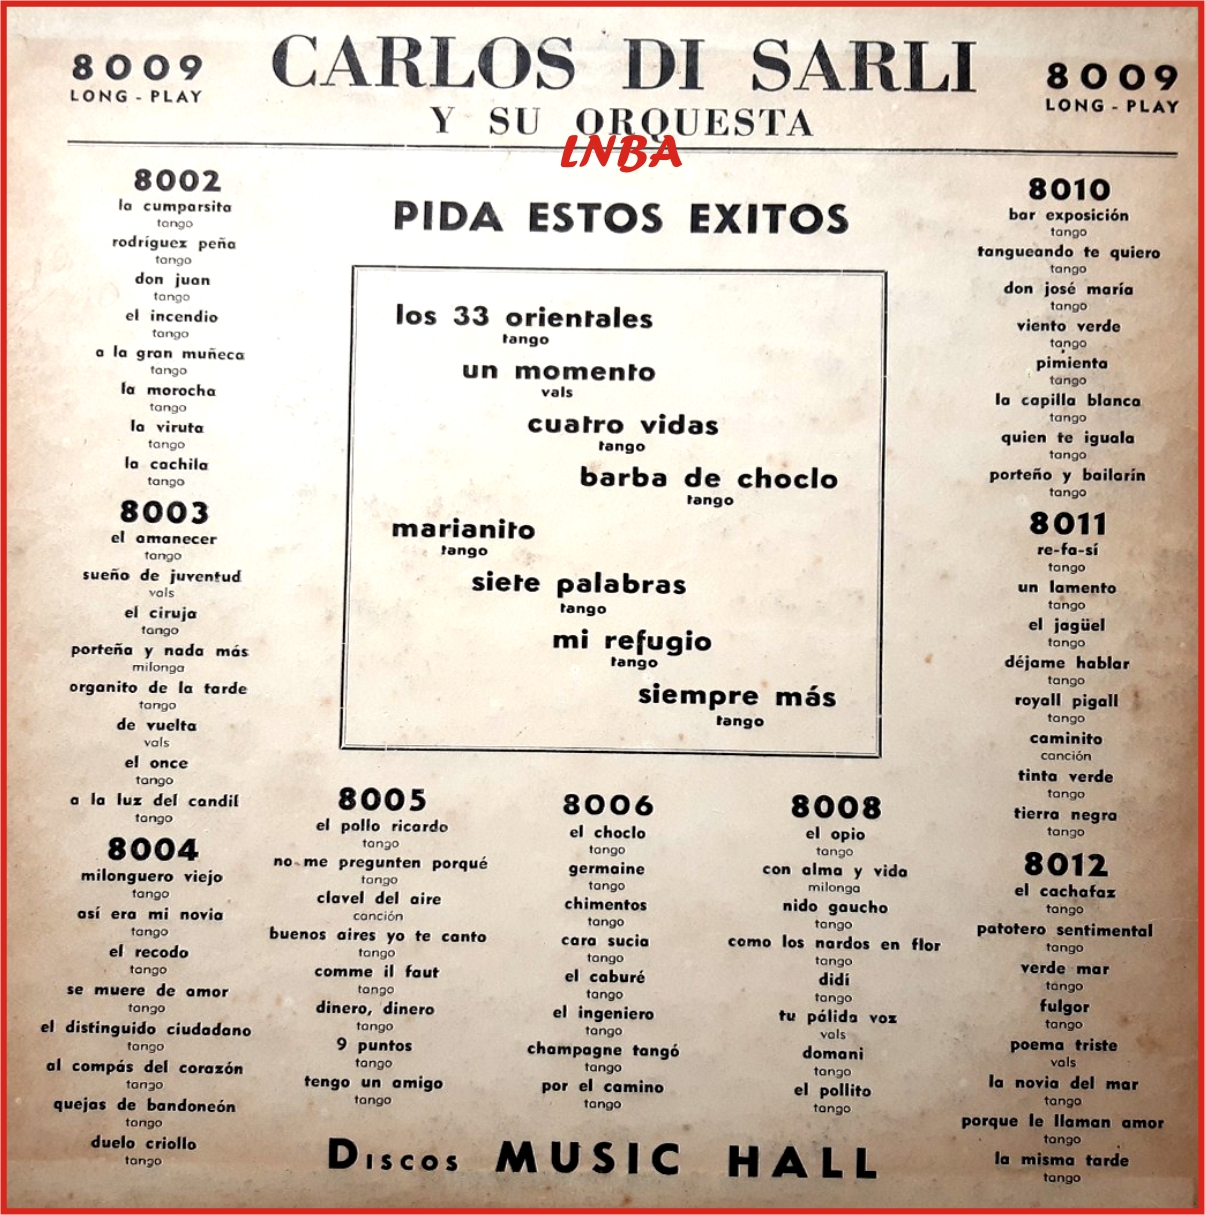 8009
LONG - PLAY
CARLOS DI SARLI
Y SU ORQUESTA
8009
LONG - PLAY
LNBA
PIDA ESTOS EXITOS
los 33 orientales
tango
un momento
vals
cuatro vidas
tango
barba de choclo
tango
marianito
tango
siete palabras
tango
mi refugio
tango
siempre más
tango
8002
la cumparsita
tango
rodríguez peña
tango
don juan
tango
el incendio
tango
a la gran muñeca
tango
la morocha
tango
la viruta
tango
la cachila
tango
8003
el amanecer
tango
sueño de juventud
vals
el ciruja
tango
porteña y nada más
milonga
organito de la tarde
tango
de vuelta
vals
el once
tango
a la luz del candil
tango
8004
milonguero viejo
tango
así era mi novia
tango
el recodo
tango
se muere de amor
tango
el distinguido ciudadano
tango
al compás del corazón
tango
quejas de bandoneón
tango
duelo criollo
tango
8005
el pollo ricardo
tango
no me pregunten porqué
tango
clavel del aire
canción
buenos aires yo te canto
tango
comme il faut
tango
dinero, dinero
tango
9 puntos
tango
tengo un amigo
tango
8006
el choclo
tango
germaine
tango
chimentos
tango
cara sucia
tango
el caburé
tango
el ingeniero
tango
champagne tangó
tango
por el camino
tango
8008
el opio
tango
con alma y vida
milonga
nido gaucho
tango
como los nardos en flor
tango
didí
tango
tu pálida voz
vals
domani
tango
el pollito
tango
8010
bar exposición
tango
tangueando te quiero
tango
don josé maría
tango
viento verde
tango
pimienta
tango
la capilla blanca
tango
quien te iguala
tango
porteño y bailarín
tango
8011
re-fa-sí
tango
un lamento
tango
el jagüel
tango
déjame hablar
tango
royall pigall
tango
caminito
canción
tinta verde
tango
tierra negra
tango
8012
el cachafaz
tango
patotero sentimental
tango
verde mar
tango
fulgor
tango
poema triste
vals
la novia del mar
tango
porque le llaman amor
tango
la misma tarde
tango
Discos MUSIC HALL